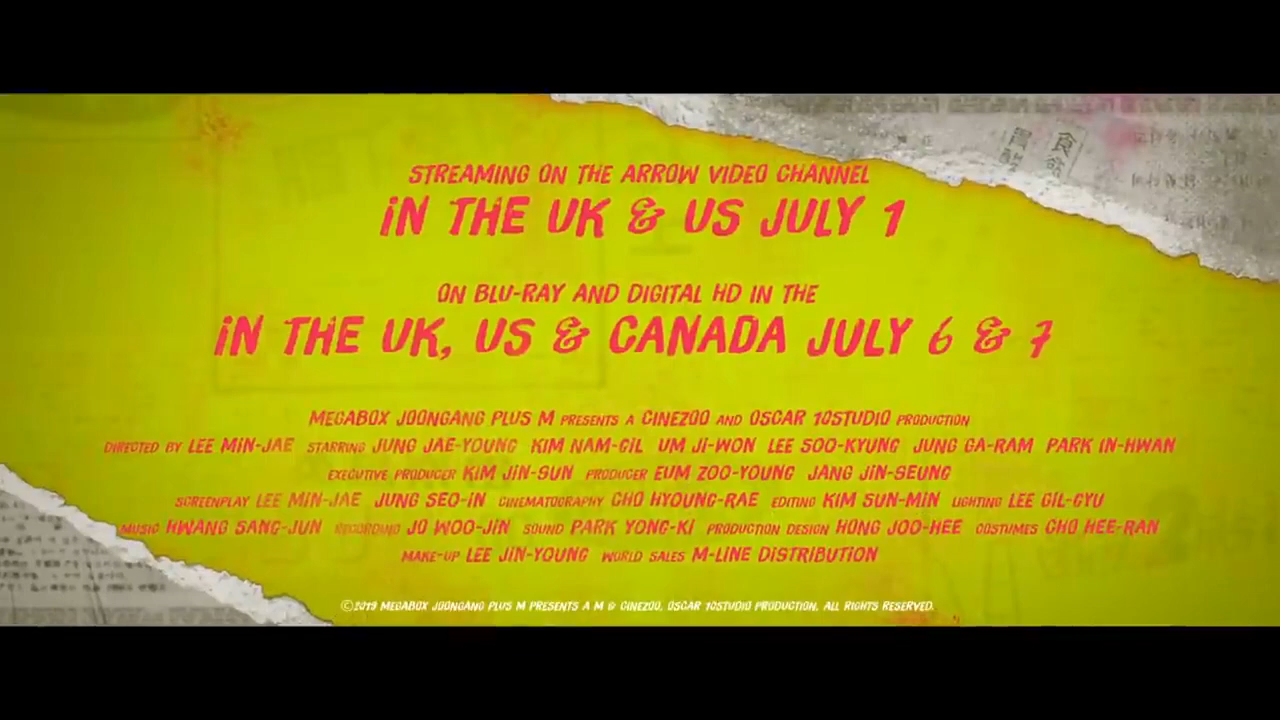 STREAMING ON THE ARROW VIDEO CHANNEL
IN THE UK & US JULY 1
ON BLU-RAY AND DIGITAL HD IN THE
IN THE UK, US & CANADA JULY 6 & 7
MEGABOX JOONGANG PLUS M PRESENTS A CINEZOO AND OSCAR 10STUDIO PRODUCTION
DIRECTED BY LEE MIN-JAE STARRING JUNG JAE-YOUNG KIM NAM-GIL UM JI-WON LEE SOO-KYUNG JUNG GA-RAM PARK IN-HWAN
EXECUTIVE PRODUCER KIM JIN-SUN PRODUCER EUM ZOO-YOUNG JANG JIN-SEUNG
SCREENPLAY LEE MIN-JAE JUNG SEO-IN CINEMATOGRAPHY CHO HYOUNG-RAE EDITING KIM SUN-MIN LIGHTING LEE GIL-GYU
MUSIC HWANG SANG-JUN RECORDING JO WOO-JIN SOUND PARK YONG-KI PRODUCTION DESIGN HONG JOO-HEE COSTUMES CHO HEE-RAN
MAKE-UP LEE JIN-YOUNG WORLD SALES M-LINE DISTRIBUTION
©2019 MEGABOX JOONGANG PLUS M PRESENTS A M & CINEZOO, OSCAR 10STUDIO PRODUCTION. ALL RIGHTS RESERVED.